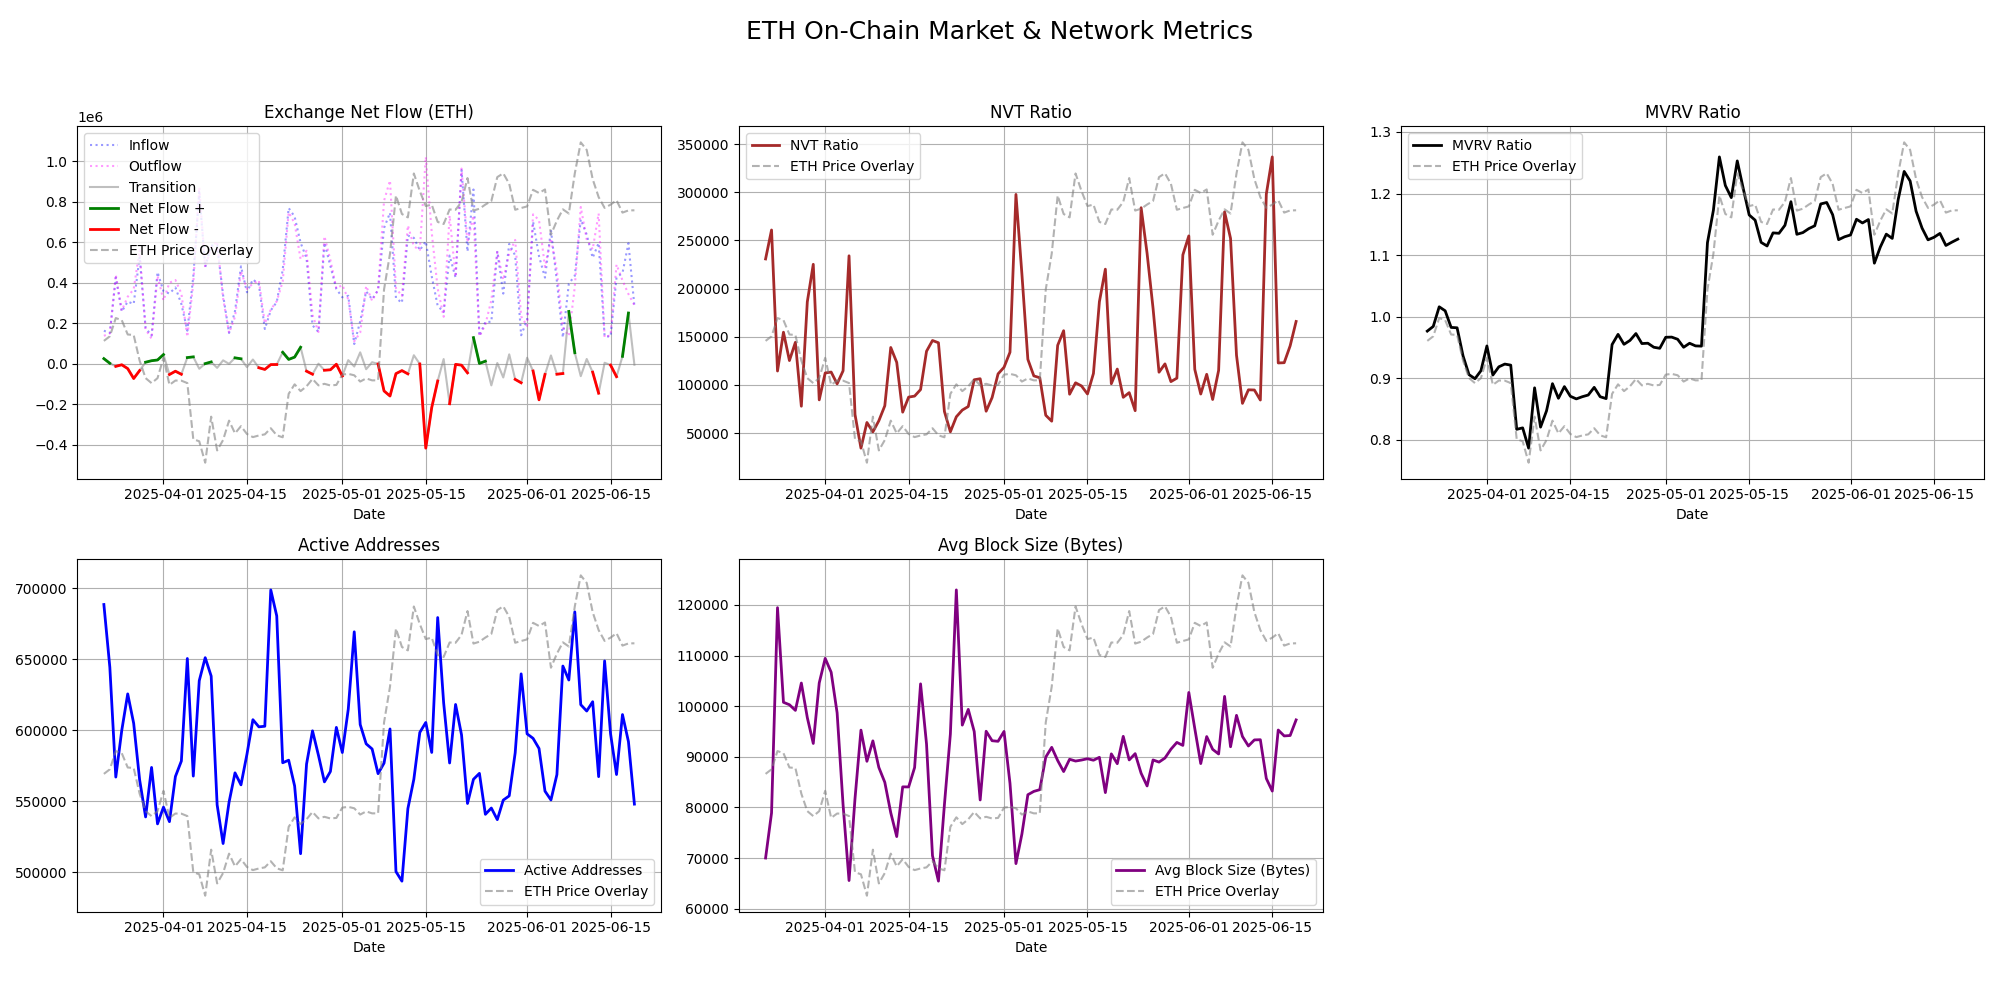 ETH On-Chain Market & Network Metrics
Exchange Net Flow (ETH)
1e6
Inflow
Outflow
Transition
Net Flow +
Net Flow -
ETH Price Overlay
1.0
0.8
0.6
0.4
0.2
0.0
−0.2
−0.4
2025-04-01 2025-04-15 2025-05-01 2025-05-15 2025-06-01 2025-06-15
Date
NVT Ratio
NVT Ratio
ETH Price Overlay
350000
300000
250000
200000
150000
100000
50000
2025-04-01 2025-04-15 2025-05-01 2025-05-15 2025-06-01 2025-06-15
Date
MVRV Ratio
MVRV Ratio
ETH Price Overlay
1.3
1.2
1.1
1.0
0.9
0.8
2025-04-01 2025-04-15 2025-05-01 2025-05-15 2025-06-01 2025-06-15
Date
Active Addresses
700000
650000
600000
550000
500000
Active Addresses
ETH Price Overlay
2025-04-01 2025-04-15 2025-05-01 2025-05-15 2025-06-01 2025-06-15
Date
Avg Block Size (Bytes)
120000
110000
100000
90000
80000
70000
60000
Avg Block Size (Bytes)
ETH Price Overlay
2025-04-01 2025-04-15 2025-05-01 2025-05-15 2025-06-01 2025-06-15
Date